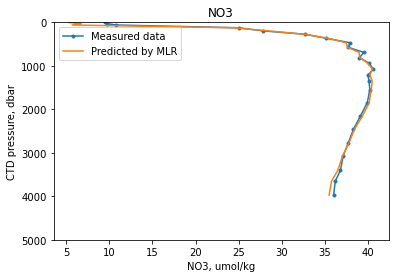 NO3
Measured data
Predicted by MLR
0
1000
2000
3000
4000
5000
CTD pressure, dbar
5 10 15 20 25 30 35 40
NO3, umol/kg